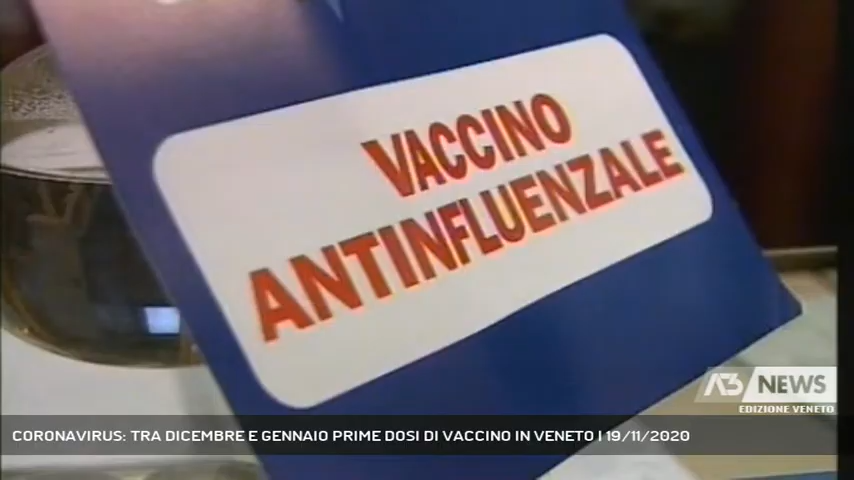 VACCINO
ANTINFLUENZALE
A3 NEWS
EDIZIONE VENETO
CORONAVIRUS: TRA DICEMBRE E GENNAIO PRIME DOSI DI VACCINO IN VENETO | 19/11/2020